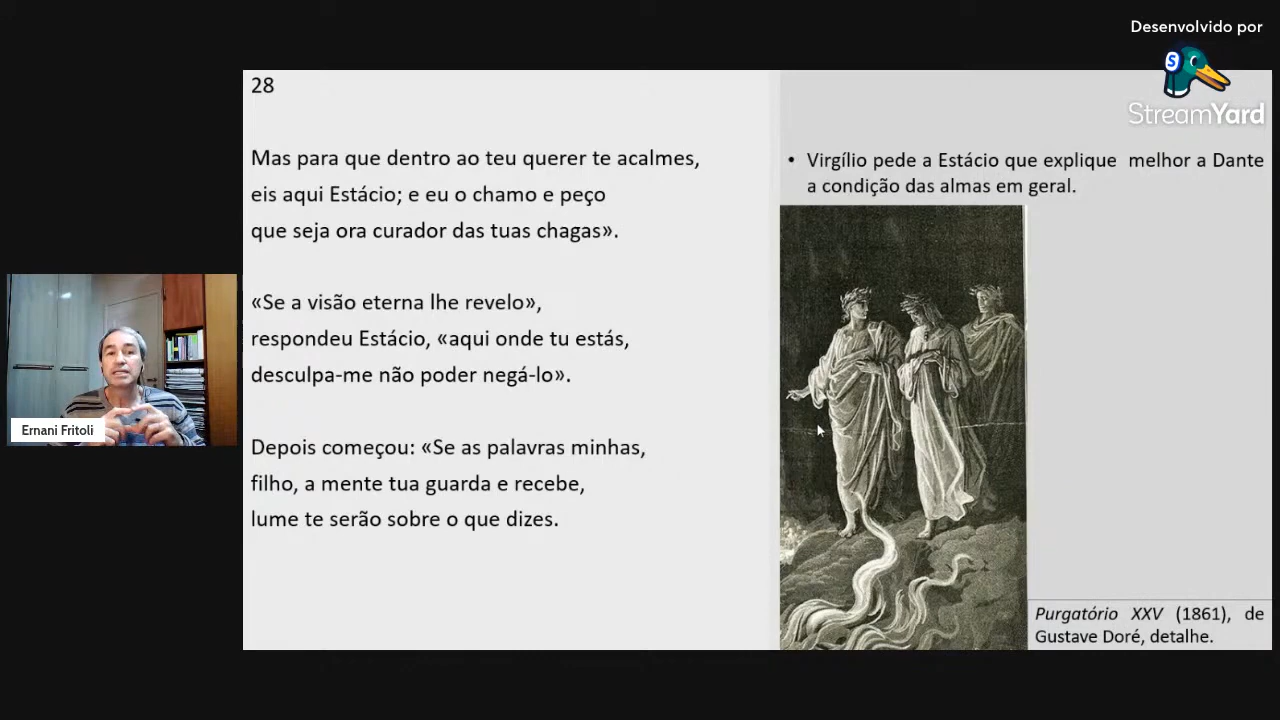 Desenvolvido por
StreamYard
28
Mas para que dentro ao teu querer te acalmes,
eis aqui Estácio; e eu o chamo e peço
que seja ora curador das tuas chagas».
«Se a visão eterna lhe revelo»,
respondeu Estácio, «aqui onde tu estás,
desculpa-me não poder negá-lo».
Depois começou: «Se as palavras minhas,
filho, a mente tua guarda e recebe,
lume te serão sobre o que dizes.
• Virgílio pede a Estácio que explique melhor a Dante
a condição das almas em geral.
Purgatório XXV (1861), de
Gustave Doré, detalhe.
Ernani Fritoli